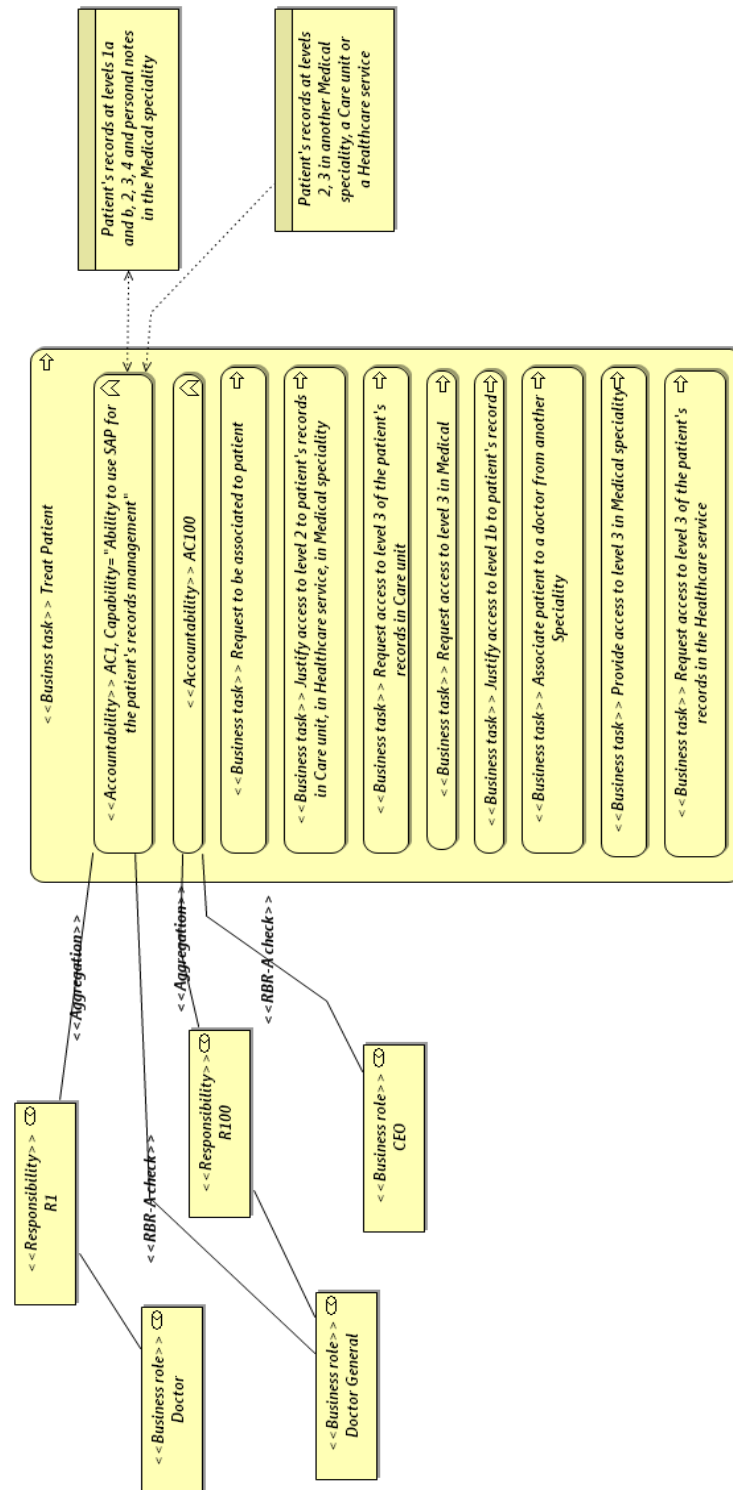 Patient's records at levels 1a
and b, 2, 3, 4 and personal notes
in the Medical speciality
Patient's records at levels
2, 3 in another Medical
speciality, a Care unit or
a Healthcare service
<<Businss task>> Treat Patient
<<Accountability>> AC1, Capability="Ability to use SAP for
the patient's records management"
<<Accountability>> AC100
<<Business task>> Request to be associated to patient
<<Business task>> Justify access to level 2 to patient's records
in Care unit, in Healthcare service, in Medical speciality
<<Business task>> Request access to level 3 of the patient's
records in Care unit
<<Business task>> Request access to level 3 in Medical
<<Business task>> Justify access to level 1b to patient's record
<<Business task>> Associate patient to a doctor from another
Speciality
<<Business task>> Provide access to level 3 in Medical speciality
<<Business task>> Request access to level 3 of the patient's
records in the Healthcare service
<<Aggregation>>
<<Aggregation>>
<<RBR-A check>>
<<RBR-A check>>
<<Responsibility>>
R1
<<Responsibility>>
R100
<<Business role>>
CEO
<<Business role>>
Doctor
<<Business role>>
Doctor General